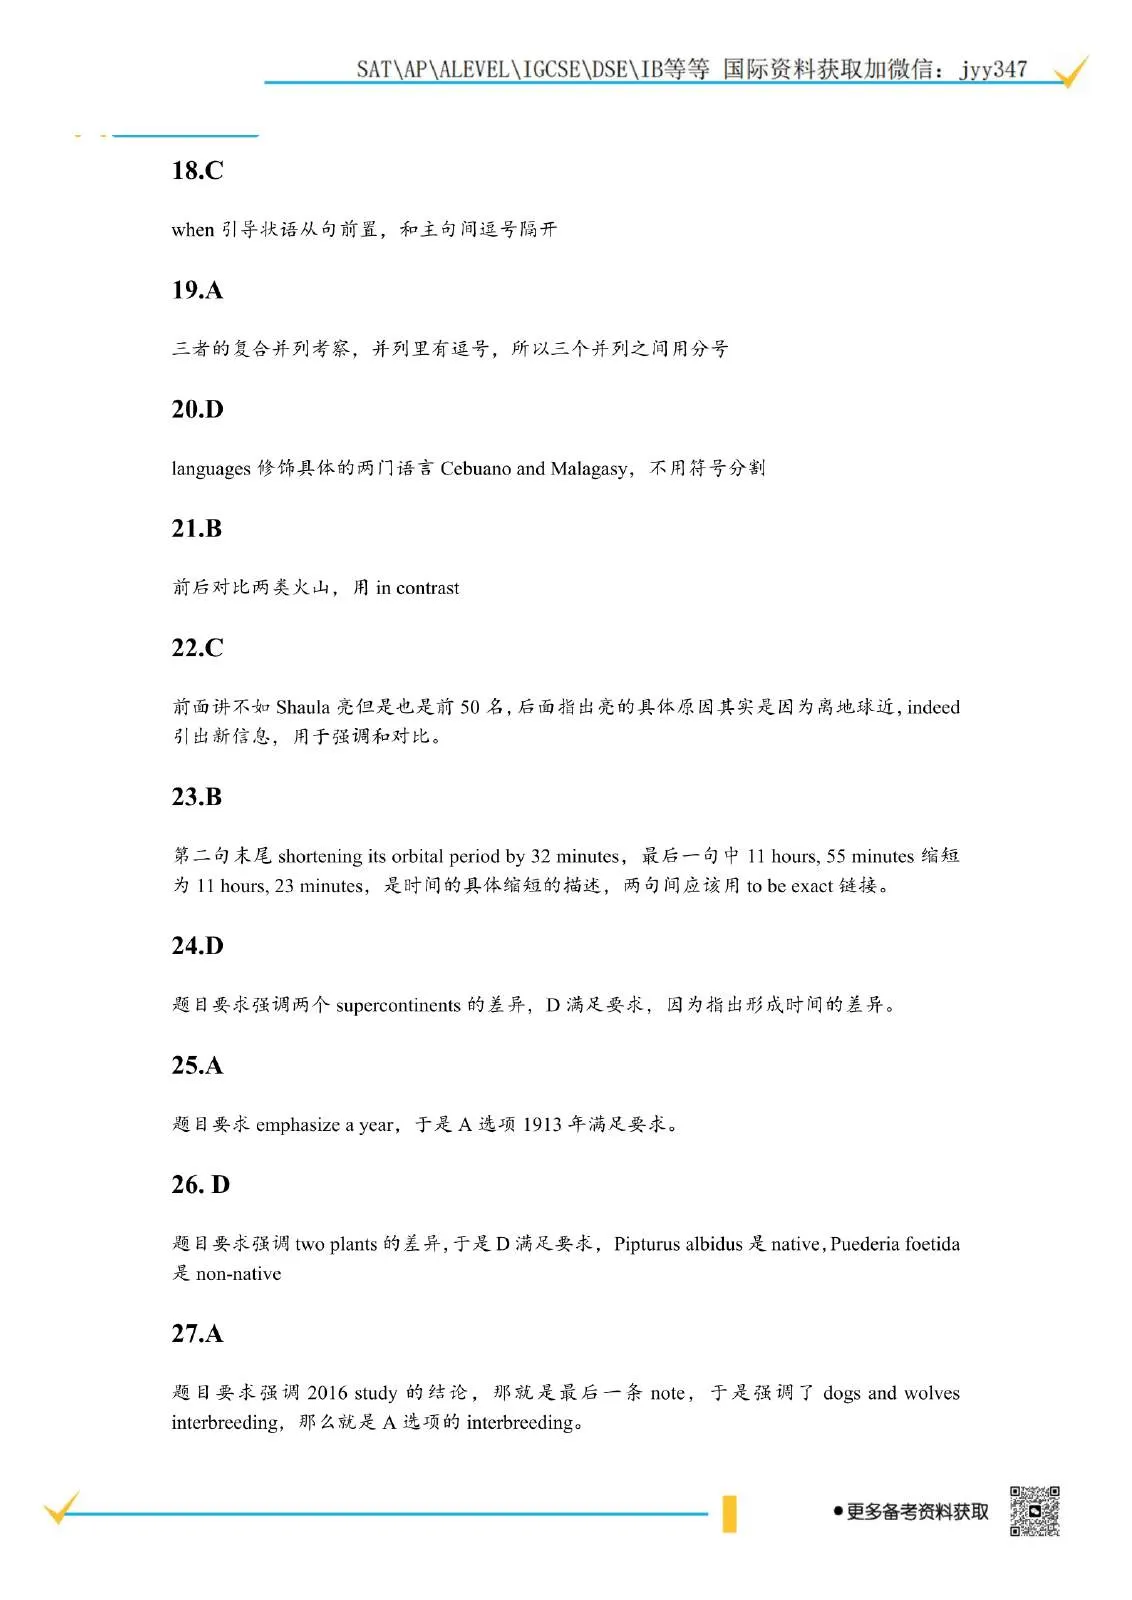 SAT\AP\ALEVEL\IGCSE\DSE\IB等等 国际资料获取加微信：jyy347
18.C
when 引导状语从句前置，和主句间逗号隔开
19.A
三者的复合并列考察，并列里有逗号，所以三个并列之间用分号
20.D
languages 修饰具体的两门语言 Cebuano and Malagasy，不用符号分割
21.B
前后对比两类火山，用 in contrast
22.C
前面讲不如 Shaula 亮但是也是前 50 名，后面指出亮的具体原因其实是因为离地球近，indeed
引出新信息，用于强调和对比。
23.B
第二句末尾 shortening its orbital period by 32 minutes，最后一句中 11 hours, 55 minutes 缩短
为 11 hours, 23 minutes，是时间的具体缩短的描述，两句间应该用 to be exact 链接。
24.D
题目要求强调两个 supercontinents 的差异，D 满足要求，因为指出形成时间的差异。
25.A
题目要求 emphasize a year，于是 A 选项 1913 年满足要求。
26. D
题目要求强调 two plants 的差异，于是 D 满足要求，Pipturus albidus 是 native，Puederia foetida
是 non-native
27.A
题目要求强调 2016 study 的结论，那就是最后一条 note，于是强调了 dogs and wolves
interbreeding，那么就是 A 选项的 interbreeding。
●更多备考资料获取